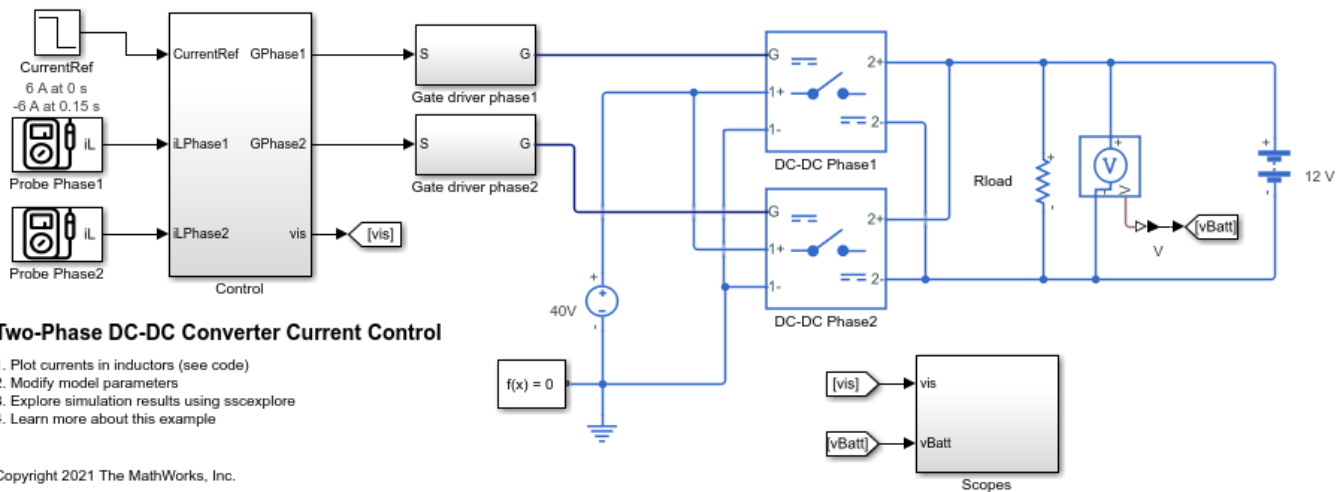 CurrentRef
6 A at 0 s
-6 A at 0.15 s
iL
Probe Phase1
iL
Probe Phase2
CurrentRef GPhase1
iLPhase1 GPhase2
iLPhase2 vis
Control
[vis]
S G
Gate driver phase1
S G
Gate driver phase2
G 2+
1+
1- 2-
DC-DC Phase1
G 2+
1+
1- 2-
DC-DC Phase2
+
40V
-
f(x) = 0
Rload
+
-
+
V
-
V
V
[vBatt]
+
-
12 V
Two-Phase DC-DC Converter Current Control
. Plot currents in inductors (see code)
. Modify model parameters
. Explore simulation results using sscexplore
. Learn more about this example
Copyright 2021 The MathWorks, Inc.
[vis] vis
[vBatt] vBatt
Scopes